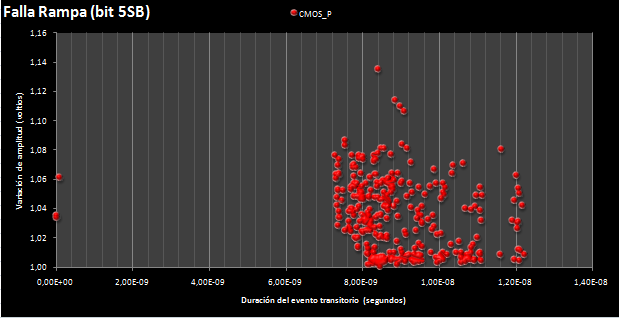 Falla Rampa (bit 5SB)
CMOS_P
Variación de amplitud (voltios)
1,16
1,14
1,12
1,10
1,08
1,06
1,04
1,02
1,00
0,00E+00 2,00E-09 4,00E-09 6,00E-09 8,00E-09 1,00E-08 1,20E-08 1,40E-08
Duración del evento transitorio (segundos)